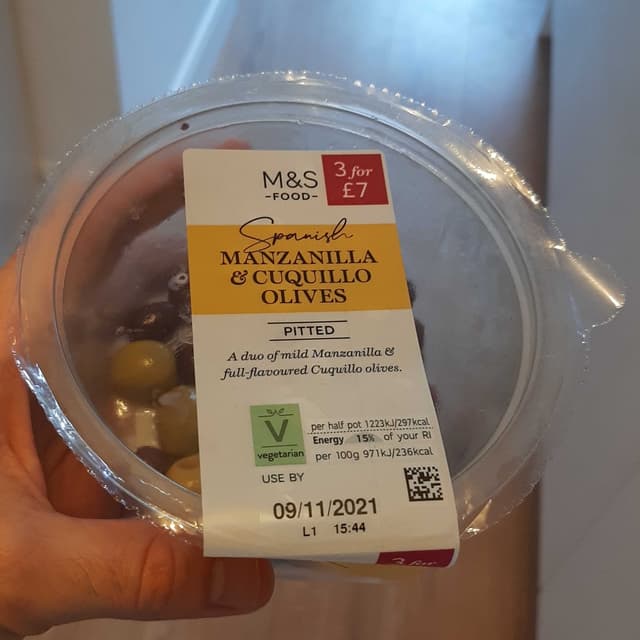 M&S
-FOOD-
3 for
£7
Spanish
MANZANILLA
& CUQUILLO
OLIVES
PITTED
A duo of mild Manzanilla &
full-flavoured Cuquillo olives.
V
vegetarian
per half pot 1223kJ/297kcal
Energy 15% of your RI
per 100g 971kJ/236kcal
USE BY
09/11/2021
L1 15:44
3 for